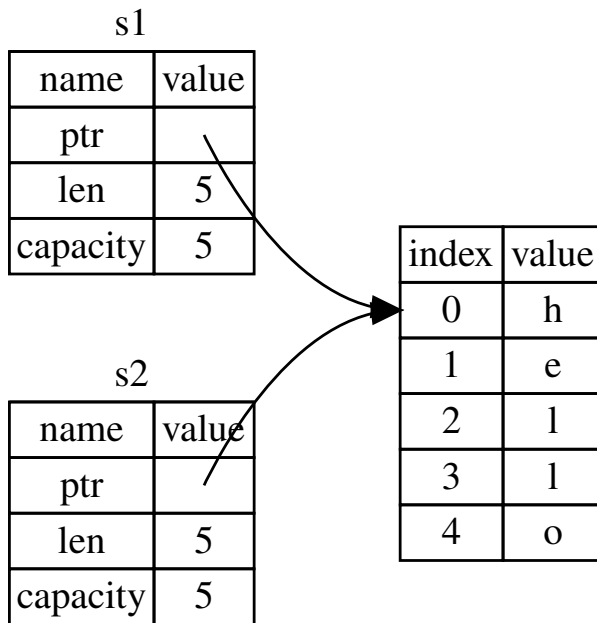 s1
name value
ptr
len 5
capacity 5
s2
name value
ptr
len 5
capacity 5
index value
0 h
1 e
2 l
3 l
4 o